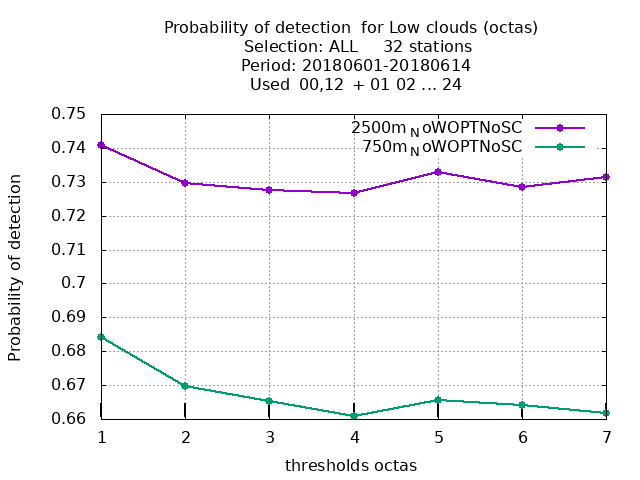 Probability of detection  for Low clouds (octas)
Selection: ALL     32 stations
Period: 20180601-20180614
Used  00,12  + 01 02 ... 24
2500m_NoWOPTNoSC
750m_NoWOPTNoSC
Probability of detection
0.75
0.74
0.73
0.72
0.71
0.7
0.69
0.68
0.67
0.66
1 2 3 4 5 6 7
thresholds octas